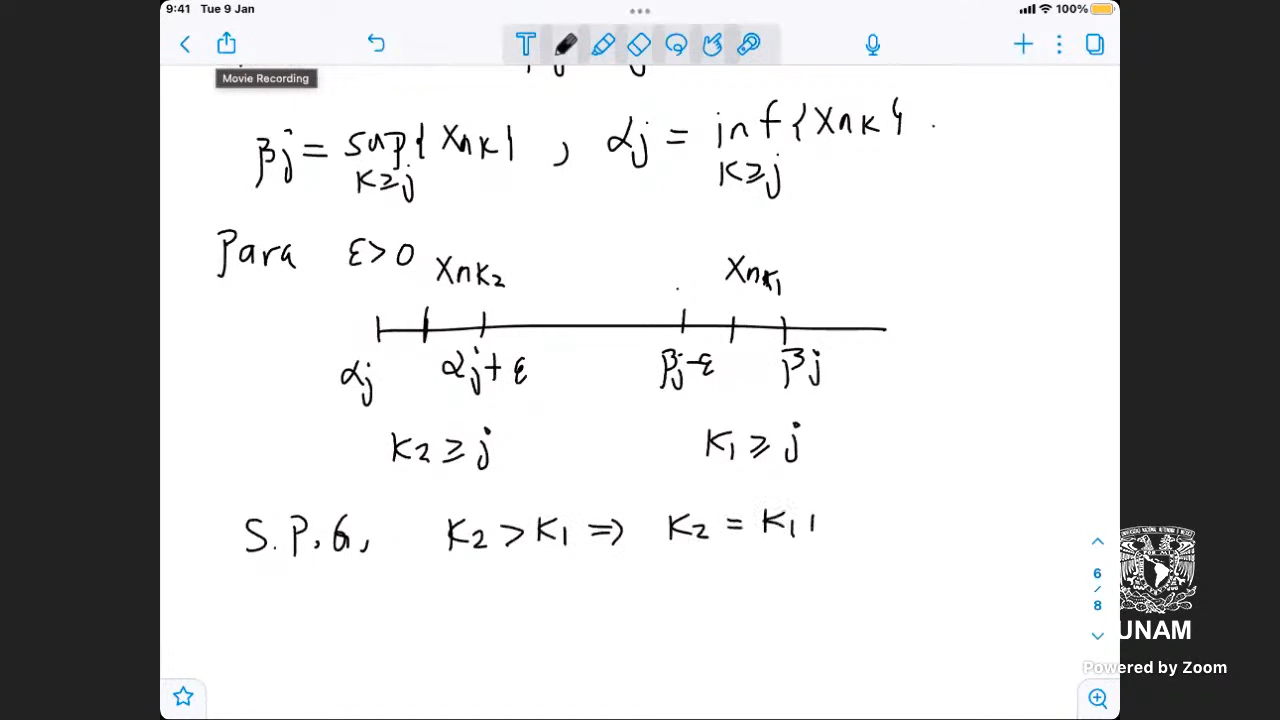 9:41 Tue 9 Jan
100%
T
Movie Recording
βj = sup{Xnk} , αj = inf{Xnk} .
K≥j K≥j
Para ε>0
XnK₂ XnK₁
αj αj+ε βj-ε βj
K₂ ≥ j K₁ ≥ j
S.P.G, K₂ > K₁ ⇒ K₂ = K₁ı
6
/
8
UNAM
Powered by Zoom